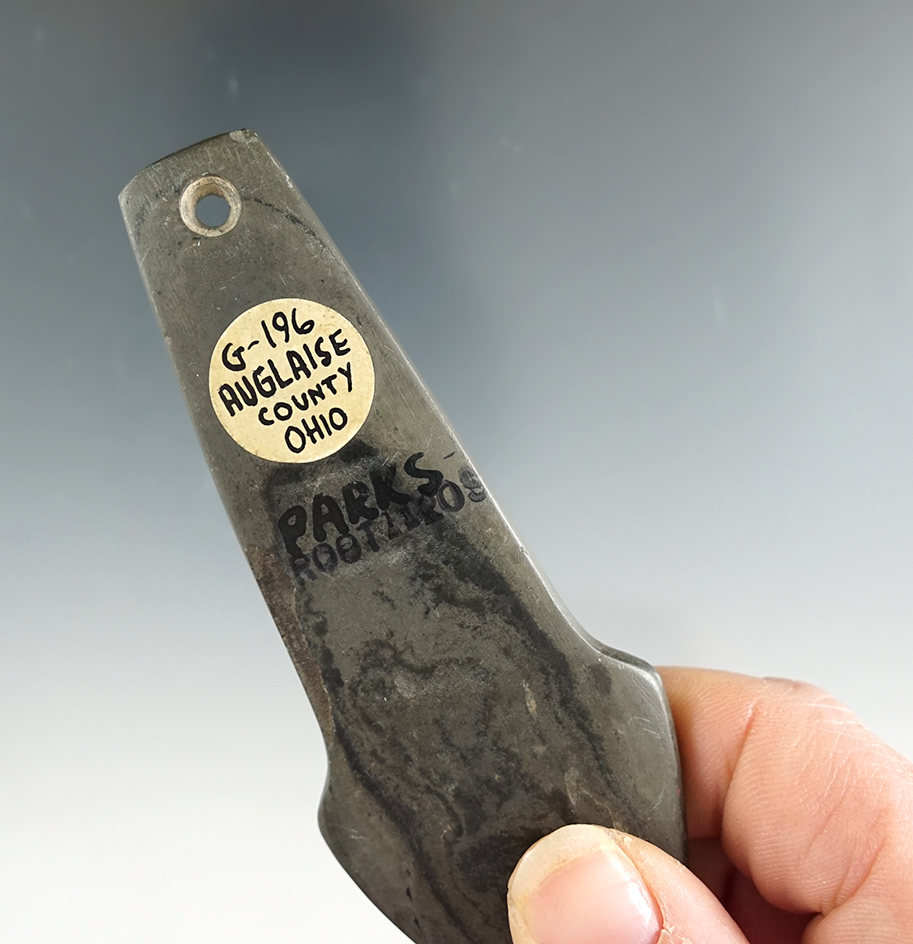 G-196
AUGLAISE
COUNTY
OHIO
PARKS